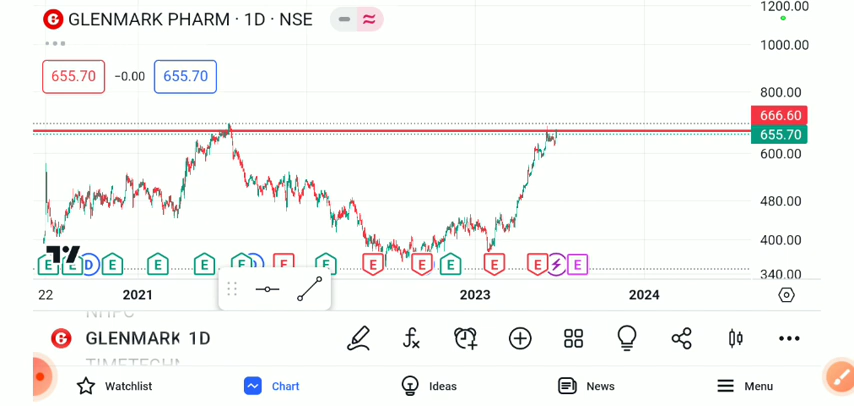 GLENMARK PHARM · 1D · NSE
1200.00
1000.00
655.70 −0.00 655.70
800.00
666.60
655.70
600.00
480.00
400.00
340.00
E E D E E E E D E E E E E E E E
22 2021 2023 2024
NHPC
GLENMARK 1D
TIMETECHN
Watchlist Chart Ideas News Menu